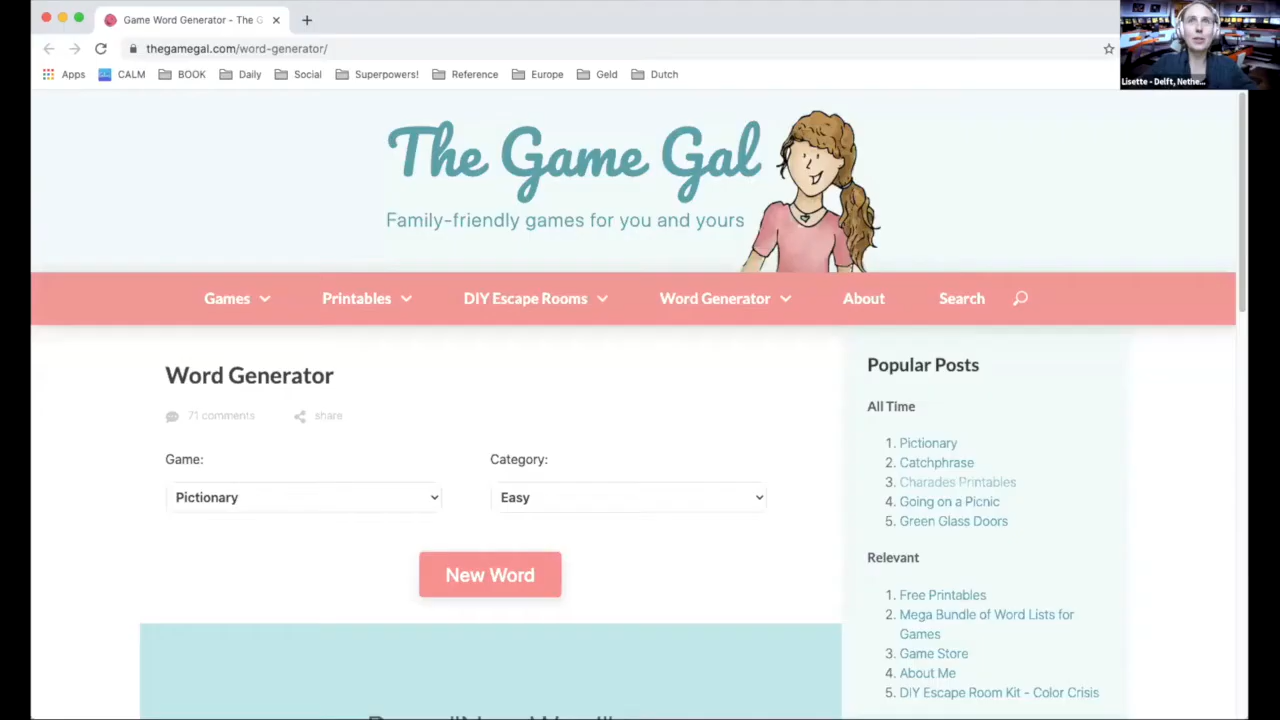 Game Word Generator - The G
thegamegal.com/word-generator/
Apps CALM BOOK Daily Social Superpowers! Reference Europe Geld Dutch
Lisette - Delft, Nethe...
The Game Gal
Family-friendly games for you and yours
Games Printables DIY Escape Rooms Word Generator About Search
Word Generator
71 comments share
Game: Category:
Pictionary Easy
New Word
Popular Posts
All Time
1. Pictionary
2. Catchphrase
3. Charades Printables
4. Going on a Picnic
5. Green Glass Doors
Relevant
1. Free Printables
2. Mega Bundle of Word Lists for
Games
3. Game Store
4. About Me
5. DIY Escape Room Kit - Color Crisis